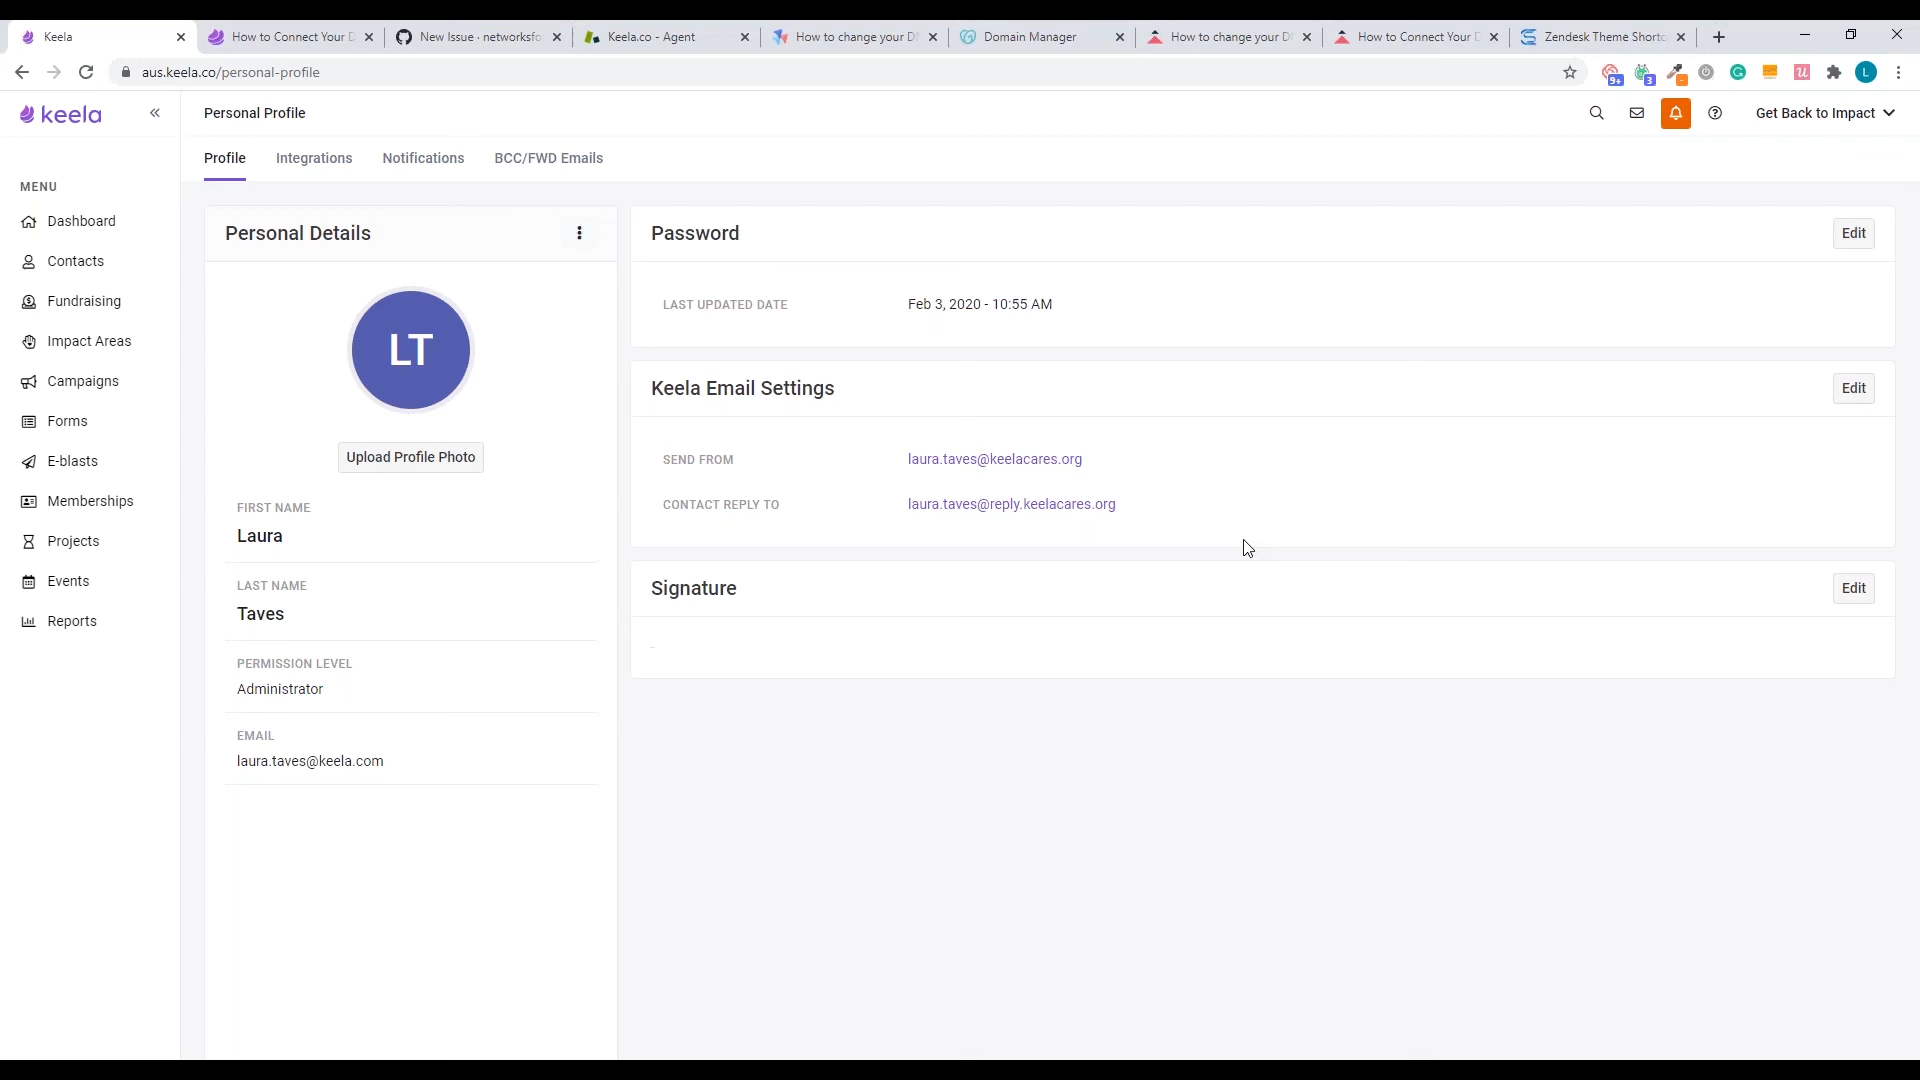 Keela
How to Connect Your D
New Issue · networksfo
Keela.co - Agent
How to change your DN
Domain Manager
How to change your DN
How to Connect Your D
Zendesk Theme Shortc
aus.keela.co/personal-profile
9+
3
L
keela
Personal Profile
Get Back to Impact
Profile
Integrations
Notifications
BCC/FWD Emails
MENU
Dashboard
Contacts
Fundraising
Impact Areas
Campaigns
Forms
E-blasts
Memberships
Projects
Events
Reports
Personal Details
LT
Upload Profile Photo
FIRST NAME
Laura
LAST NAME
Taves
PERMISSION LEVEL
Administrator
EMAIL
laura.taves@keela.com
Password
Edit
LAST UPDATED DATE
Feb 3, 2020 - 10:55 AM
Keela Email Settings
Edit
SEND FROM
laura.taves@keelacares.org
CONTACT REPLY TO
laura.taves@reply.keelacares.org
Signature
Edit
-